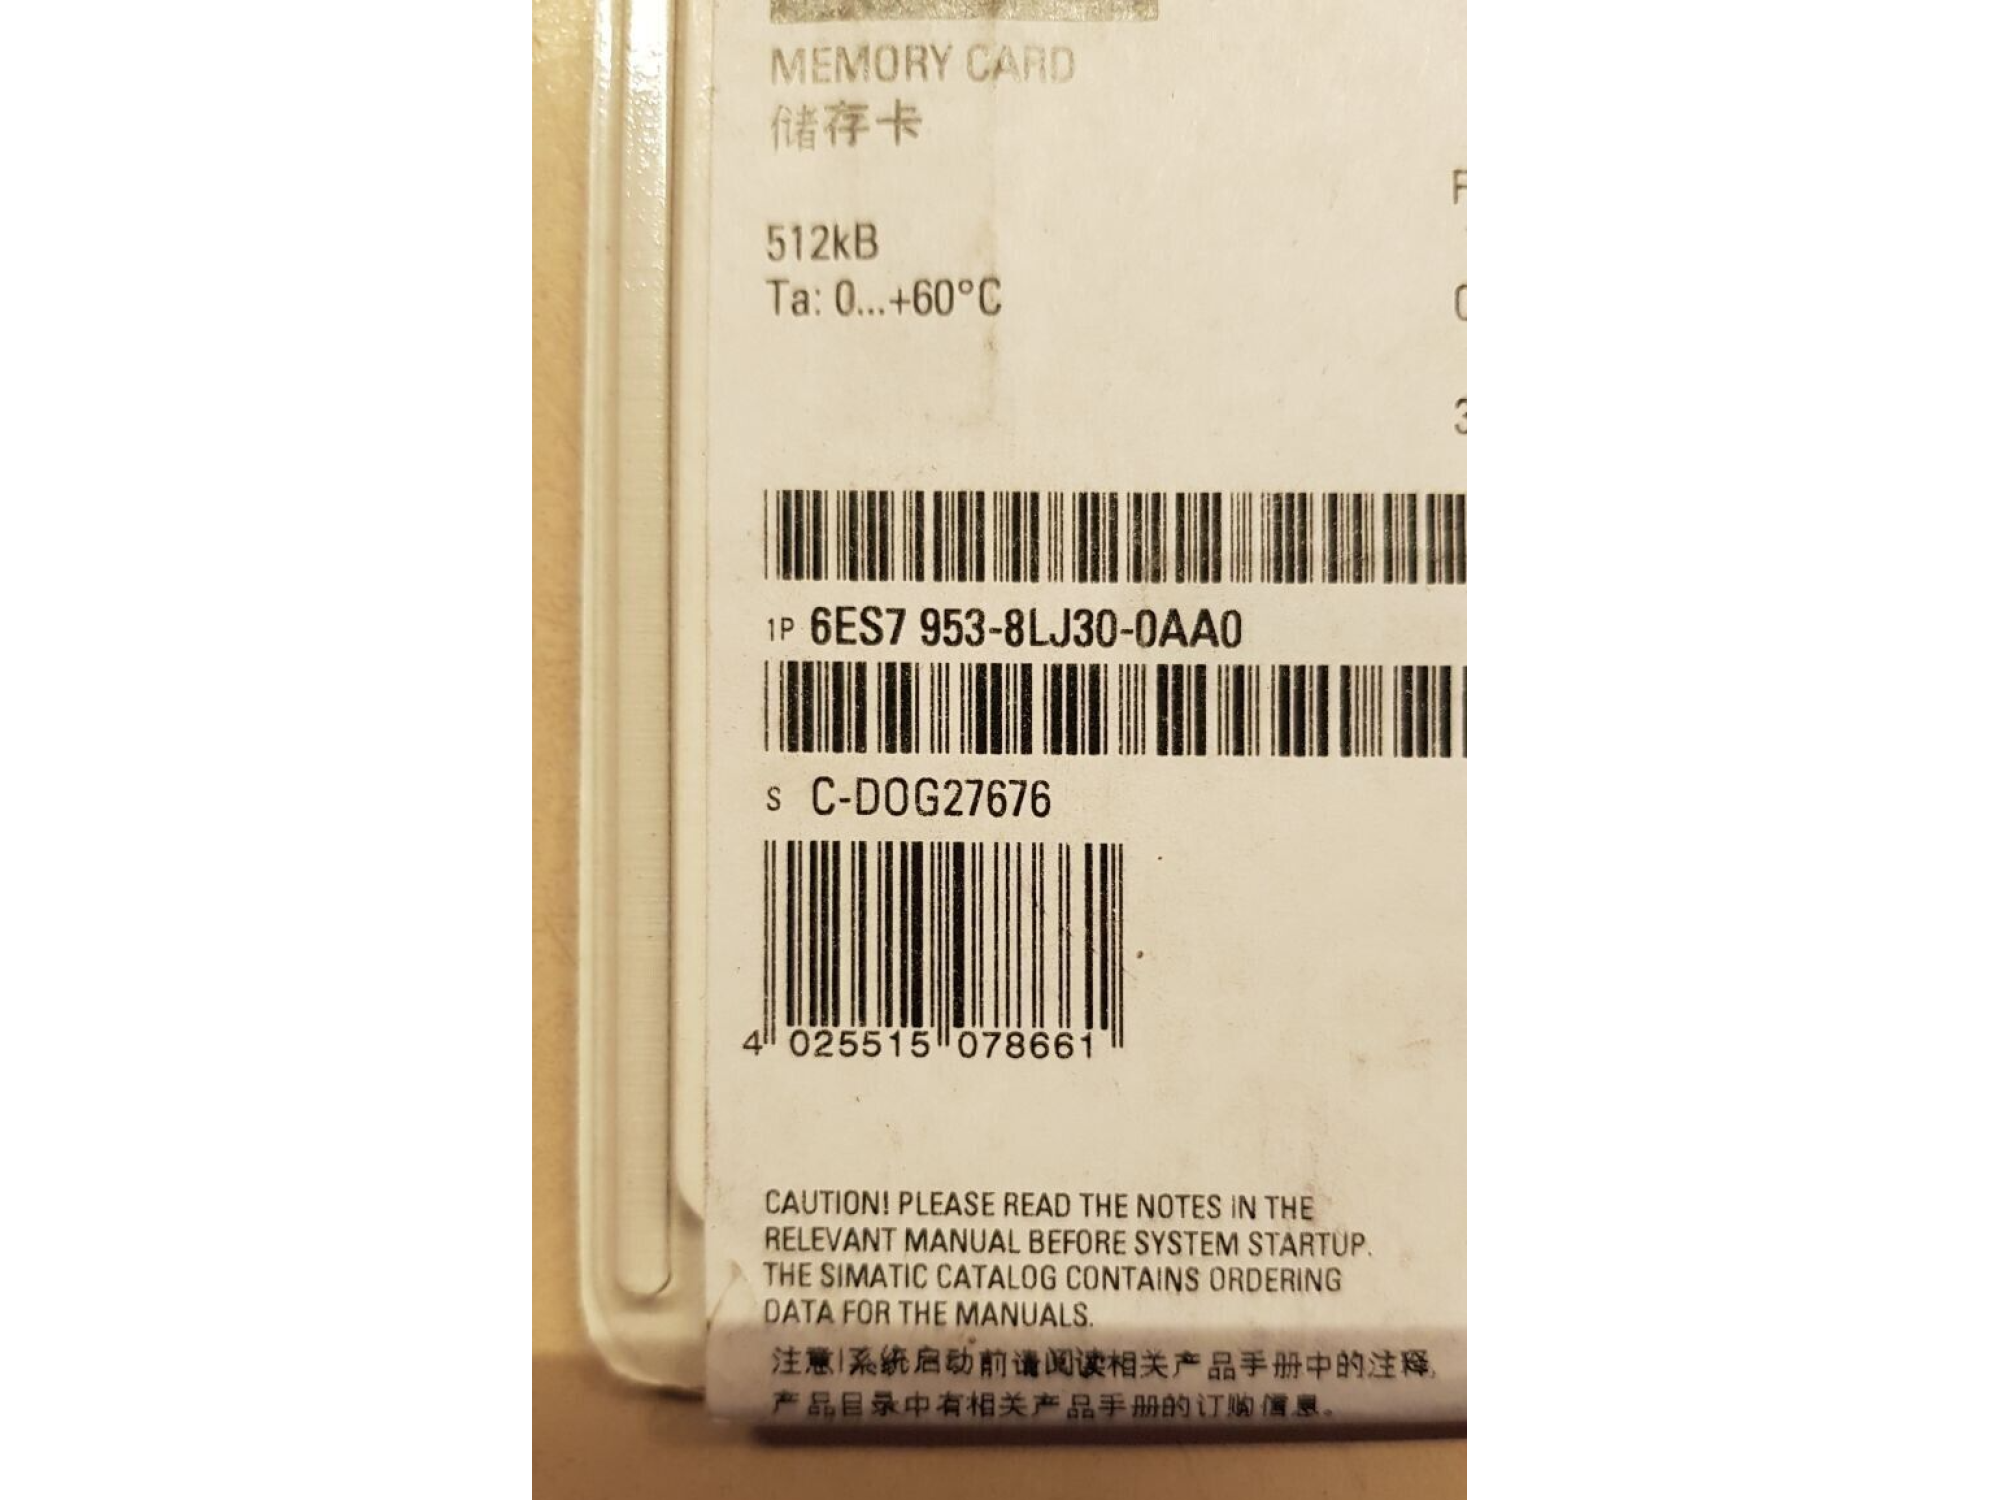 MEMORY CARD
储存卡
512kB
Ta: 0...+60°C
1P 6ES7 953-8LJ30-0AA0
S C-DOG27676
4 025515 078661
CAUTION! PLEASE READ THE NOTES IN THE
RELEVANT MANUAL BEFORE SYSTEM STARTUP.
THE SIMATIC CATALOG CONTAINS ORDERING
DATA FOR THE MANUALS.
注意!系统启动前请阅读相关产品手册中的注释,
产品目录中有相关产品手册的订购信息。